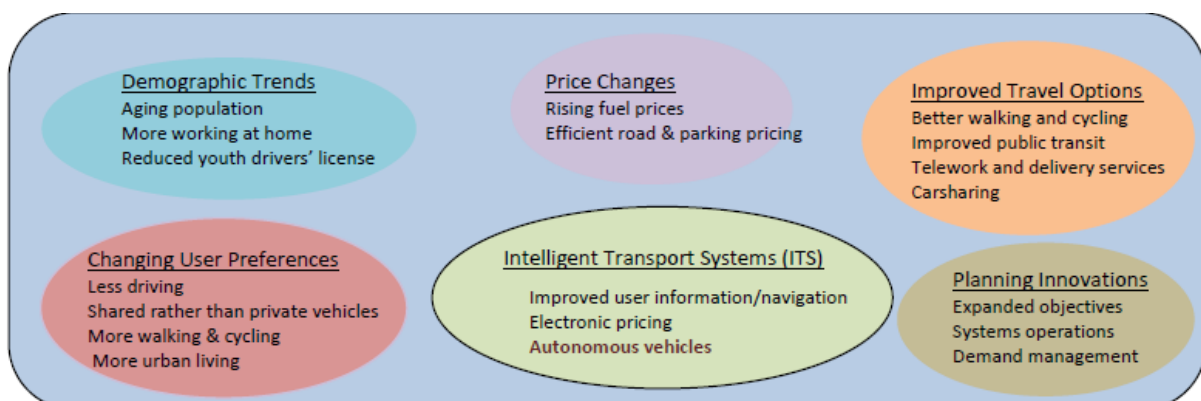 Demographic Trends
Aging population
More working at home
Reduced youth drivers’ license
Price Changes
Rising fuel prices
Efficient road & parking pricing
Improved Travel Options
Better walking and cycling
Improved public transit
Telework and delivery services
Carsharing
Changing User Preferences
Less driving
Shared rather than private vehicles
More walking & cycling
More urban living
Intelligent Transport Systems (ITS)
Improved user information/navigation
Electronic pricing
Autonomous vehicles
Planning Innovations
Expanded objectives
Systems operations
Demand management